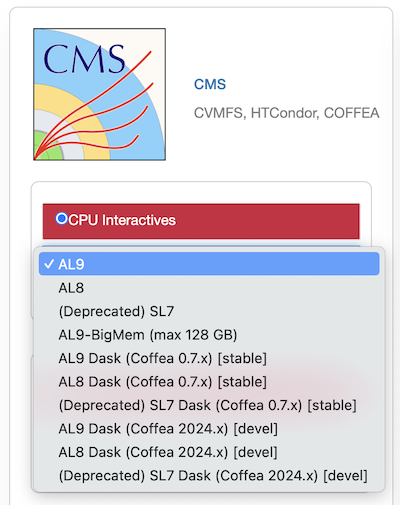 CMS
CMS
CVMFS, HTCondor, COFFEA
CPU Interactives
✓ AL9
AL8
(Deprecated) SL7
AL9-BigMem (max 128 GB)
AL9 Dask (Coffea 0.7.x) [stable]
AL8 Dask (Coffea 0.7.x) [stable]
(Deprecated) SL7 Dask (Coffea 0.7.x) [stable]
AL9 Dask (Coffea 2024.x) [devel]
AL8 Dask (Coffea 2024.x) [devel]
(Deprecated) SL7 Dask (Coffea 2024.x) [devel]